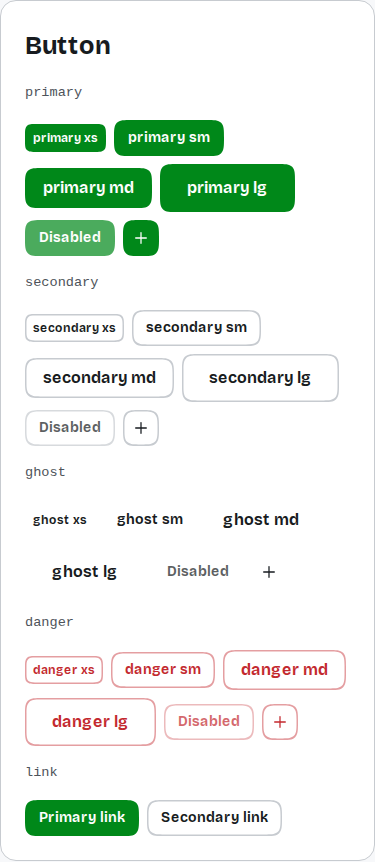 Button
primary
primary xs primary sm
primary md primary lg
Disabled +
secondary
secondary xs secondary sm
secondary md secondary lg
Disabled +
ghost
ghost xs ghost sm ghost md
ghost lg Disabled +
danger
danger xs danger sm danger md
danger lg Disabled +
link
Primary link Secondary link